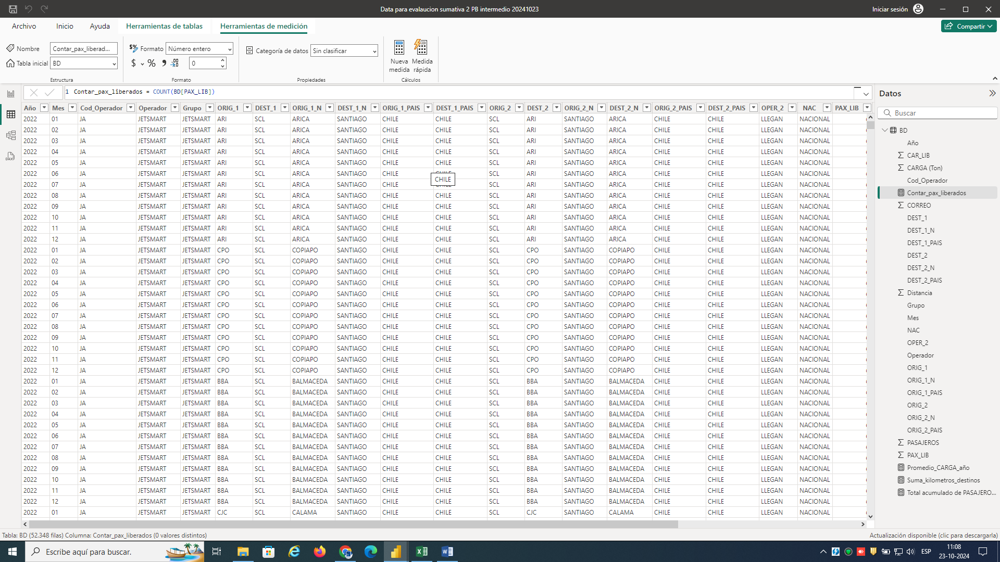 Data para evalaucion sumativa 2 PB intermedio 20241023
Iniciar sesión
Archivo Inicio Ayuda Herramientas de tablas Herramientas de medición
Compartir
Nombre Contar_pax_liberad...
Formato Número entero
Categoría de datos Sin clasificar
Tabla inicial BD
$ % 0
Nueva medida
Medida rápida
Estructura Formato Propiedades Cálculos
1 Contar_pax_liberados = COUNT(BD[PAX_LIB])
Año Mes Cod_Operador Operador Grupo ORIG_1 DEST_1 ORIG_1_N DEST_1_N ORIG_1_PAIS DEST_1_PAIS ORIG_2 DEST_2 ORIG_2_N DEST_2_N ORIG_2_PAIS DEST_2_PAIS OPER_2 NAC PAX_LIB
2022 01 JA JETSMART JETSMART ARI SCL ARICA SANTIAGO CHILE CHILE SCL ARI SANTIAGO ARICA CHILE CHILE LLEGAN NACIONAL
2022 02 JA JETSMART JETSMART ARI SCL ARICA SANTIAGO CHILE CHILE SCL ARI SANTIAGO ARICA CHILE CHILE LLEGAN NACIONAL
2022 03 JA JETSMART JETSMART ARI SCL ARICA SANTIAGO CHILE CHILE SCL ARI SANTIAGO ARICA CHILE CHILE LLEGAN NACIONAL
2022 04 JA JETSMART JETSMART ARI SCL ARICA SANTIAGO CHILE CHILE SCL ARI SANTIAGO ARICA CHILE CHILE LLEGAN NACIONAL
2022 05 JA JETSMART JETSMART ARI SCL ARICA SANTIAGO CHILE CHILE SCL ARI SANTIAGO ARICA CHILE CHILE LLEGAN NACIONAL
2022 06 JA JETSMART JETSMART ARI SCL ARICA SANTIAGO CHILE CHILE SCL ARI SANTIAGO ARICA CHILE CHILE LLEGAN NACIONAL
CHILE
2022 07 JA JETSMART JETSMART ARI SCL ARICA SANTIAGO CHILE CHILE SCL ARI SANTIAGO ARICA CHILE CHILE LLEGAN NACIONAL
2022 08 JA JETSMART JETSMART ARI SCL ARICA SANTIAGO CHILE CHILE SCL ARI SANTIAGO ARICA CHILE CHILE LLEGAN NACIONAL
2022 09 JA JETSMART JETSMART ARI SCL ARICA SANTIAGO CHILE CHILE SCL ARI SANTIAGO ARICA CHILE CHILE LLEGAN NACIONAL
2022 10 JA JETSMART JETSMART ARI SCL ARICA SANTIAGO CHILE CHILE SCL ARI SANTIAGO ARICA CHILE CHILE LLEGAN NACIONAL
2022 11 JA JETSMART JETSMART ARI SCL ARICA SANTIAGO CHILE CHILE SCL ARI SANTIAGO ARICA CHILE CHILE LLEGAN NACIONAL
2022 12 JA JETSMART JETSMART ARI SCL ARICA SANTIAGO CHILE CHILE SCL ARI SANTIAGO ARICA CHILE CHILE LLEGAN NACIONAL
2022 01 JA JETSMART JETSMART CPO SCL COPIAPO SANTIAGO CHILE CHILE SCL CPO SANTIAGO COPIAPO CHILE CHILE LLEGAN NACIONAL
2022 02 JA JETSMART JETSMART CPO SCL COPIAPO SANTIAGO CHILE CHILE SCL CPO SANTIAGO COPIAPO CHILE CHILE LLEGAN NACIONAL
2022 03 JA JETSMART JETSMART CPO SCL COPIAPO SANTIAGO CHILE CHILE SCL CPO SANTIAGO COPIAPO CHILE CHILE LLEGAN NACIONAL
2022 04 JA JETSMART JETSMART CPO SCL COPIAPO SANTIAGO CHILE CHILE SCL CPO SANTIAGO COPIAPO CHILE CHILE LLEGAN NACIONAL
2022 05 JA JETSMART JETSMART CPO SCL COPIAPO SANTIAGO CHILE CHILE SCL CPO SANTIAGO COPIAPO CHILE CHILE LLEGAN NACIONAL
2022 06 JA JETSMART JETSMART CPO SCL COPIAPO SANTIAGO CHILE CHILE SCL CPO SANTIAGO COPIAPO CHILE CHILE LLEGAN NACIONAL
2022 07 JA JETSMART JETSMART CPO SCL COPIAPO SANTIAGO CHILE CHILE SCL CPO SANTIAGO COPIAPO CHILE CHILE LLEGAN NACIONAL
2022 08 JA JETSMART JETSMART CPO SCL COPIAPO SANTIAGO CHILE CHILE SCL CPO SANTIAGO COPIAPO CHILE CHILE LLEGAN NACIONAL
2022 09 JA JETSMART JETSMART CPO SCL COPIAPO SANTIAGO CHILE CHILE SCL CPO SANTIAGO COPIAPO CHILE CHILE LLEGAN NACIONAL
2022 10 JA JETSMART JETSMART CPO SCL COPIAPO SANTIAGO CHILE CHILE SCL CPO SANTIAGO COPIAPO CHILE CHILE LLEGAN NACIONAL
2022 11 JA JETSMART JETSMART CPO SCL COPIAPO SANTIAGO CHILE CHILE SCL CPO SANTIAGO COPIAPO CHILE CHILE LLEGAN NACIONAL
2022 12 JA JETSMART JETSMART CPO SCL COPIAPO SANTIAGO CHILE CHILE SCL CPO SANTIAGO COPIAPO CHILE CHILE LLEGAN NACIONAL
2022 01 JA JETSMART JETSMART BBA SCL BALMACEDA SANTIAGO CHILE CHILE SCL BBA SANTIAGO BALMACEDA CHILE CHILE LLEGAN NACIONAL
2022 02 JA JETSMART JETSMART BBA SCL BALMACEDA SANTIAGO CHILE CHILE SCL BBA SANTIAGO BALMACEDA CHILE CHILE LLEGAN NACIONAL
2022 03 JA JETSMART JETSMART BBA SCL BALMACEDA SANTIAGO CHILE CHILE SCL BBA SANTIAGO BALMACEDA CHILE CHILE LLEGAN NACIONAL
2022 04 JA JETSMART JETSMART BBA SCL BALMACEDA SANTIAGO CHILE CHILE SCL BBA SANTIAGO BALMACEDA CHILE CHILE LLEGAN NACIONAL
2022 05 JA JETSMART JETSMART BBA SCL BALMACEDA SANTIAGO CHILE CHILE SCL BBA SANTIAGO BALMACEDA CHILE CHILE LLEGAN NACIONAL
2022 06 JA JETSMART JETSMART BBA SCL BALMACEDA SANTIAGO CHILE CHILE SCL BBA SANTIAGO BALMACEDA CHILE CHILE LLEGAN NACIONAL
2022 07 JA JETSMART JETSMART BBA SCL BALMACEDA SANTIAGO CHILE CHILE SCL BBA SANTIAGO BALMACEDA CHILE CHILE LLEGAN NACIONAL
2022 08 JA JETSMART JETSMART BBA SCL BALMACEDA SANTIAGO CHILE CHILE SCL BBA SANTIAGO BALMACEDA CHILE CHILE LLEGAN NACIONAL
2022 09 JA JETSMART JETSMART BBA SCL BALMACEDA SANTIAGO CHILE CHILE SCL BBA SANTIAGO BALMACEDA CHILE CHILE LLEGAN NACIONAL
2022 10 JA JETSMART JETSMART BBA SCL BALMACEDA SANTIAGO CHILE CHILE SCL BBA SANTIAGO BALMACEDA CHILE CHILE LLEGAN NACIONAL
2022 11 JA JETSMART JETSMART BBA SCL BALMACEDA SANTIAGO CHILE CHILE SCL BBA SANTIAGO BALMACEDA CHILE CHILE LLEGAN NACIONAL
2022 12 JA JETSMART JETSMART BBA SCL BALMACEDA SANTIAGO CHILE CHILE SCL BBA SANTIAGO BALMACEDA CHILE CHILE LLEGAN NACIONAL
2022 01 JA JETSMART JETSMART CJC SCL CALAMA SANTIAGO CHILE CHILE SCL CJC SANTIAGO CALAMA CHILE CHILE LLEGAN NACIONAL
Datos
Buscar
BD
Año
CAR_LIB
CARGA (Ton)
Cod_Operador
Contar_pax_liberados
CORREO
DEST_1
DEST_1_N
DEST_1_PAIS
DEST_2
DEST_2_N
DEST_2_PAIS
Distancia
Grupo
Mes
NAC
OPER_2
Operador
ORIG_1
ORIG_1_N
ORIG_1_PAIS
ORIG_2
ORIG_2_N
ORIG_2_PAIS
PASAJEROS
PAX_LIB
Promedio_CARGA_año
Suma_kilometros_destinos
Total acumulado de PASAJERO...
Tabla: BD (52.348 filas) Columna: Contar_pax_liberados (0 valores distintos)
Actualización disponible (clic para descargarla)
Escribe aquí para buscar.
ESP
11:08
23-10-2024